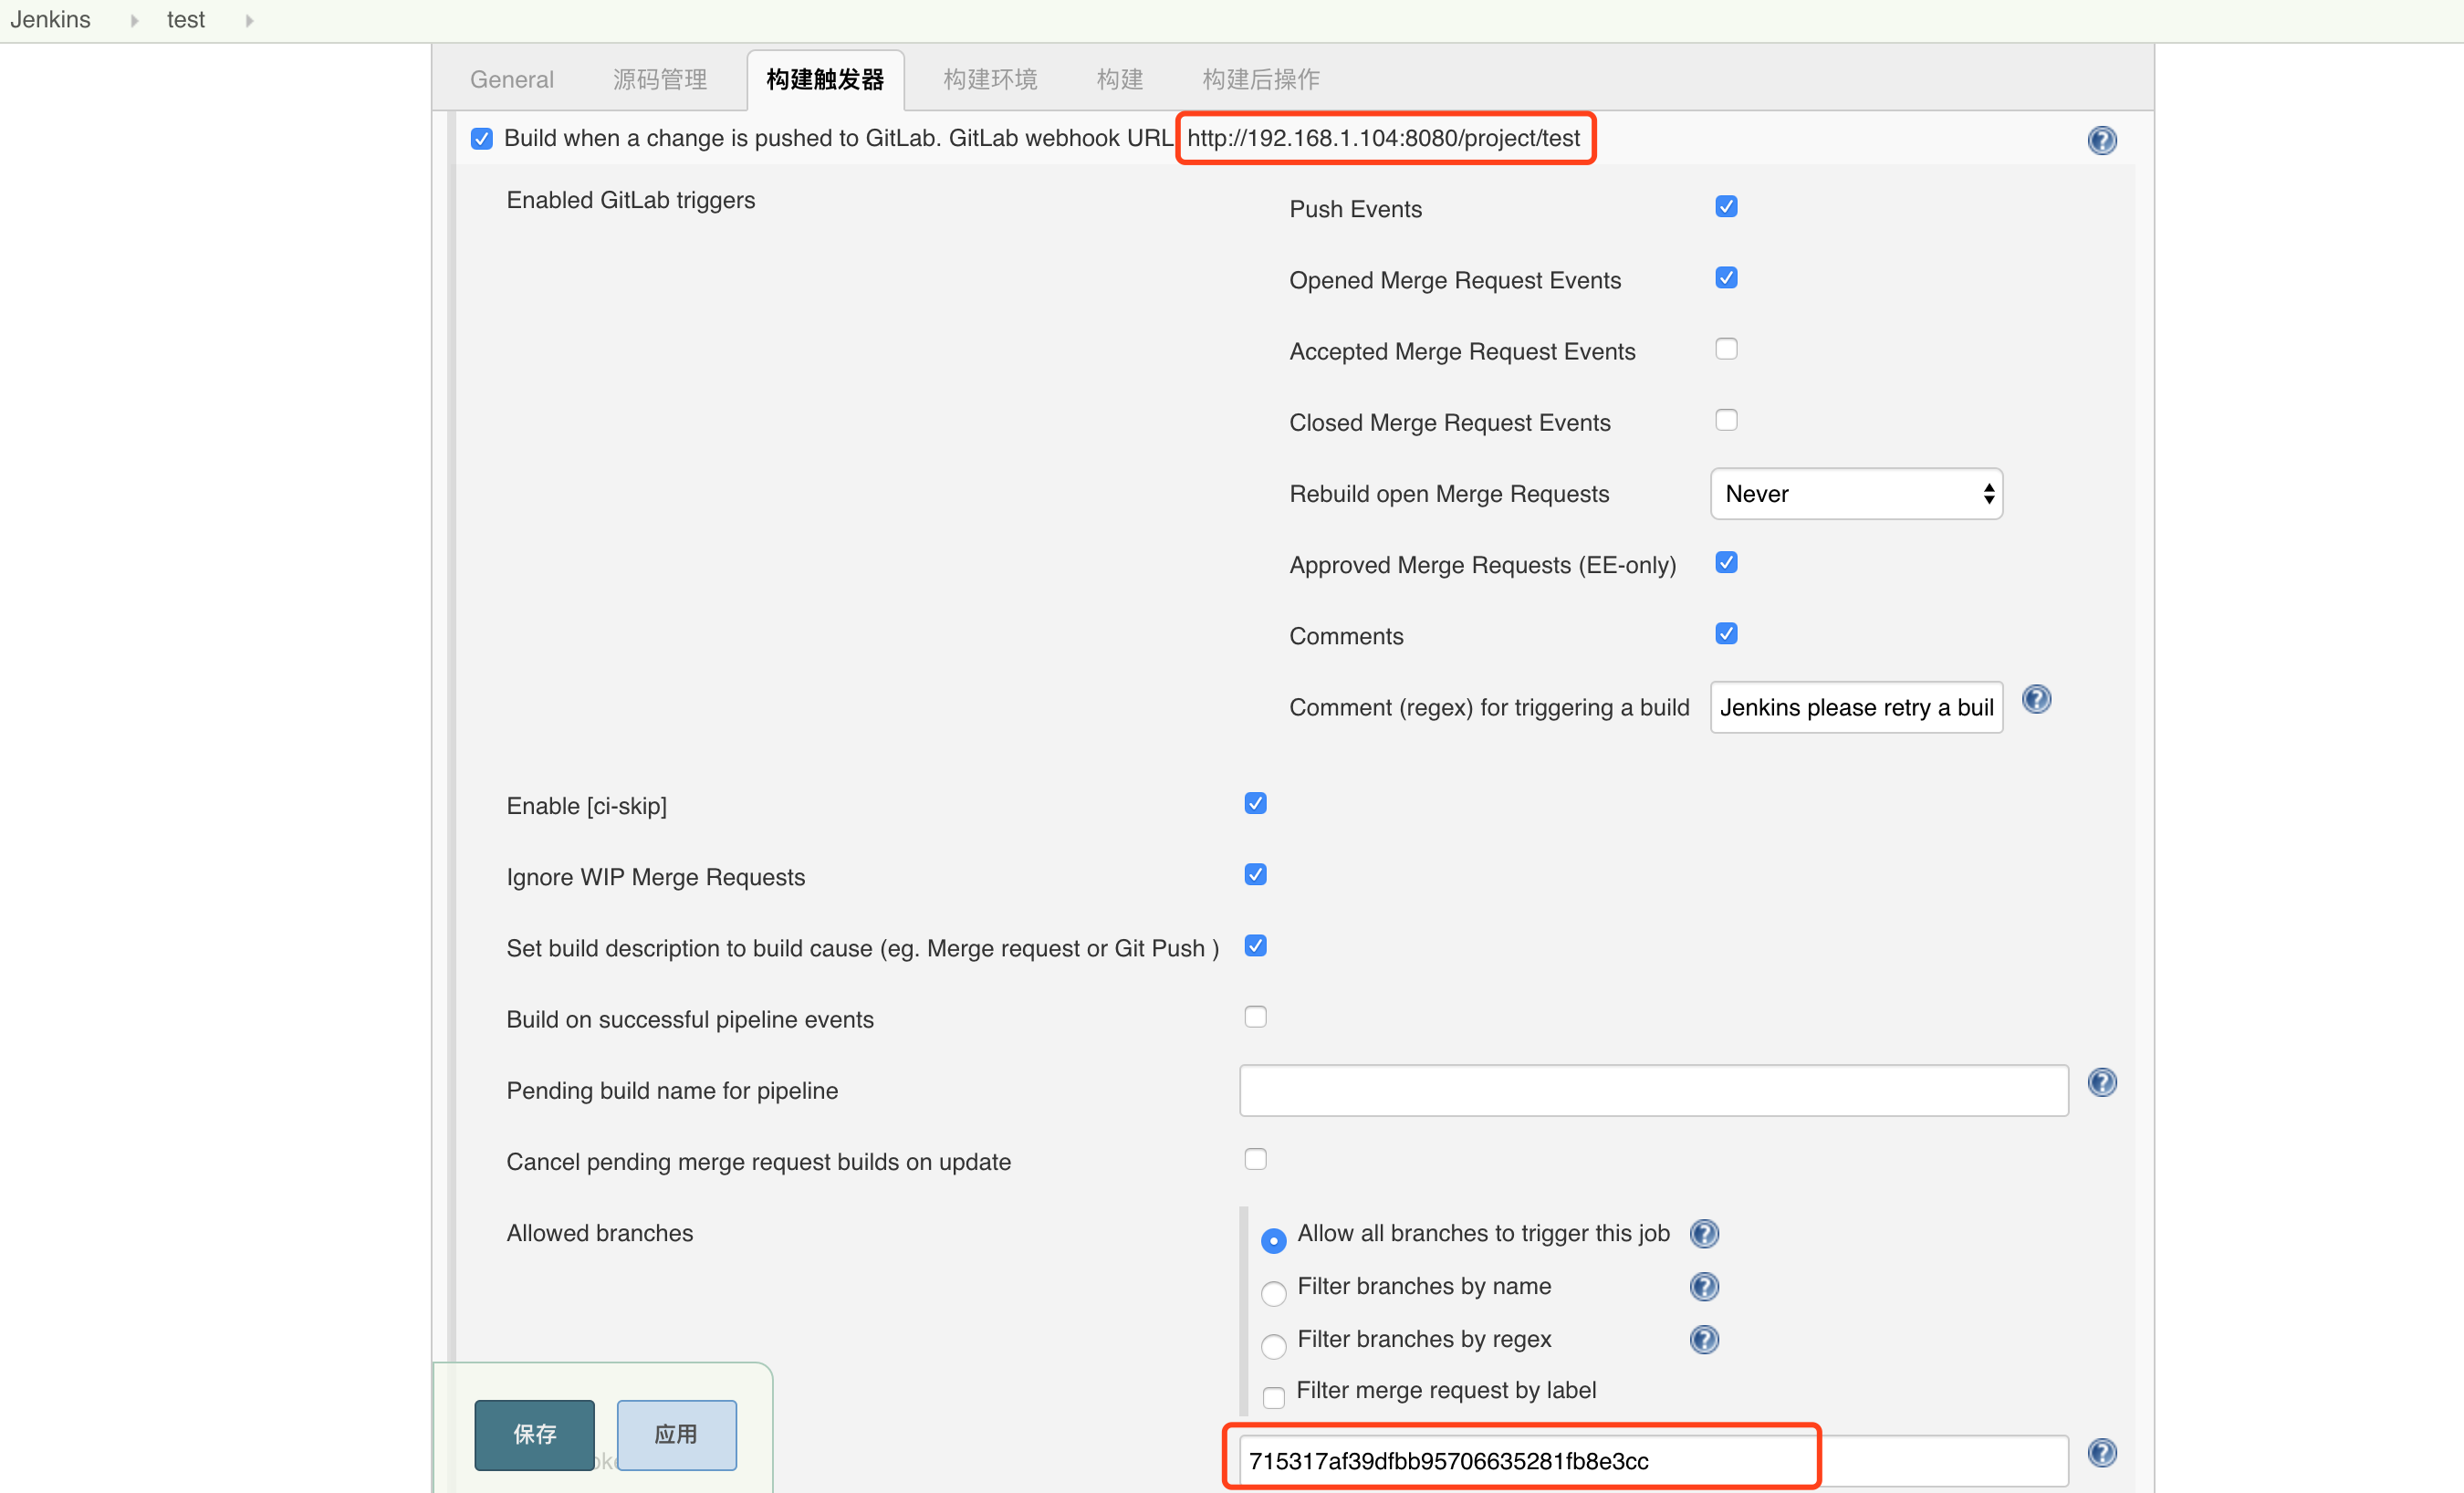 Jenkins test
General 源码管理 构建触发器 构建环境 构建 构建后操作
Build when a change is pushed to GitLab. GitLab webhook URL http://192.168.1.104:8080/project/test
Enabled GitLab triggers
Push Events
Opened Merge Request Events
Accepted Merge Request Events
Closed Merge Request Events
Rebuild open Merge Requests Never
Approved Merge Requests (EE-only)
Comments
Comment (regex) for triggering a build Jenkins please retry a buil
Enable [ci-skip]
Ignore WIP Merge Requests
Set build description to build cause (eg. Merge request or Git Push )
Build on successful pipeline events
Pending build name for pipeline
Cancel pending merge request builds on update
Allowed branches
Allow all branches to trigger this job
Filter branches by name
Filter branches by regex
Filter merge request by label
保存 应用
715317af39dfbb95706635281fb8e3cc